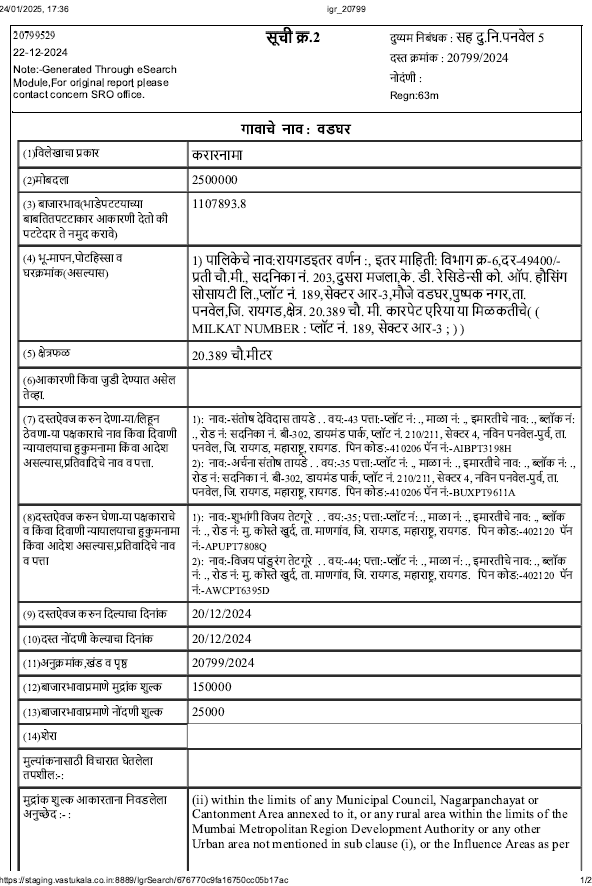 24/01/2025, 17:36
igr_20799
20799529
22-12-2024
Note:-Generated Through eSearch
Module,For original report please
contact concern SRO office.
सूची क्र.2
दुय्यम निबंधक : सह दु.नि.पनवेल 5
दस्त क्रमांक : 20799/2024
नोदंणी :
Regn:63m
गावाचे नाव : वडघर
(1)विलेखाचा प्रकार
करारनामा
(2)मोबदला
2500000
(3) बाजारभाव(भाडेपटटयाच्या
बाबतितपटटाकार आकारणी देतो की
पटटेदार ते नमुद करावे)
1107893.8
(4) भू-मापन,पोटहिस्सा व
घरक्रमांक(असल्यास)
1) पालिकेचे नाव:रायगडइतर वर्णन :, इतर माहिती: विभाग क्र-6,दर-49400/-
प्रती चौ.मी., सदनिका नं. 203,दुसरा मजला,के. डी. रेसिडेन्सी को. ऑप. हौसिंग
सोसायटी लि.,प्लॉट नं. 189,सेक्टर आर-3,मौजे वडघर,पुष्पक नगर,ता.
पनवेल,जि. रायगड,क्षेत्र. 20.389 चौ. मी. कारपेट एरिया या मिळकतीचे( (
MILKAT NUMBER : प्लॉट नं. 189, सेक्टर आर-3 ; ) )
(5) क्षेत्रफळ
20.389 चौ.मीटर
(6)आकारणी किंवा जुडी देण्यात असेल
तेव्हा.
(7) दस्तऐवज करुन देणा-या/लिहून
ठेवणा-या पक्षकाराचे नाव किंवा दिवाणी
न्यायालयाचा हुकुमनामा किंवा आदेश
असल्यास,प्रतिवादिचे नाव व पत्ता.
1): नाव:-संतोष देविदास तायडे . . वय:-43 पत्ता:-प्लॉट नं: ., माळा नं: ., इमारतीचे नाव: ., ब्लॉक नं:
., रोड नं: सदनिका नं. बी-302, डायमंड पार्क, प्लॉट नं. 210/211, सेक्टर 4, नविन पनवेल-पुर्व, ता.
पनवेल, जि. रायगड, महाराष्ट्र, रायगड. पिन कोड:-410206 पॅन नं:-AIBPT3198H
2): नाव:-अर्चना संतोष तायडे . . वय:-35 पत्ता:-प्लॉट नं: ., माळा नं: ., इमारतीचे नाव: ., ब्लॉक नं: .,
रोड नं: सदनिका नं. बी-302, डायमंड पार्क, प्लॉट नं. 210/211, सेक्टर 4, नविन पनवेल-पुर्व, ता.
पनवेल, जि. रायगड, महाराष्ट्र, रायगड. पिन कोड:-410206 पॅन नं:-BUXPT9611A
(8)दस्तऐवज करुन घेणा-या पक्षकाराचे
व किंवा दिवाणी न्यायालयाचा हुकुमनामा
किंवा आदेश असल्यास,प्रतिवादिचे नाव
व पत्ता
1): नाव:-शुभांगी विजय तेटगूरे . . वय:-35; पत्ता:-प्लॉट नं: ., माळा नं: ., इमारतीचे नाव: ., ब्लॉक
नं: ., रोड नं: मु. कोस्ते खुर्द, ता. माणगांव, जि. रायगड, महाराष्ट्र, रायगड. पिन कोड:-402120 पॅन
नं:-APUPT7808Q
2): नाव:-विजय पांडुरंग तेटगूरे . . वय:-44; पत्ता:-प्लॉट नं: ., माळा नं: ., इमारतीचे नाव: ., ब्लॉक
नं: ., रोड नं: मु. कोस्ते खुर्द, ता. माणगांव, जि. रायगड, महाराष्ट्र, रायगड. पिन कोड:-402120 पॅन
नं:-AWCPT6395D
(9) दस्तऐवज करुन दिल्याचा दिनांक
20/12/2024
(10)दस्त नोंदणी केल्याचा दिनांक
20/12/2024
(11)अनुक्रमांक,खंड व पृष्ठ
20799/2024
(12)बाजारभावाप्रमाणे मुद्रांक शुल्क
150000
(13)बाजारभावाप्रमाणे नोंदणी शुल्क
25000
(14)शेरा
मुल्यांकनासाठी विचारात घेतलेला
तपशील:-:
मुद्रांक शुल्क आकारताना निवडलेला
अनुच्छेद :- :
(ii) within the limits of any Municipal Council, Nagarpanchayat or
Cantonment Area annexed to it, or any rural area within the limits of the
Mumbai Metropolitan Region Development Authority or any other
Urban area not mentioned in sub clause (i), or the Influence Areas as per
https://staging.vastukala.co.in:8889/IgrSearch/676770c9fa16750cc05b17ac
1/2